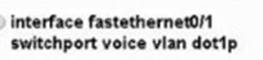 interface fastethernet0/1
switchport voice vlan dot1p